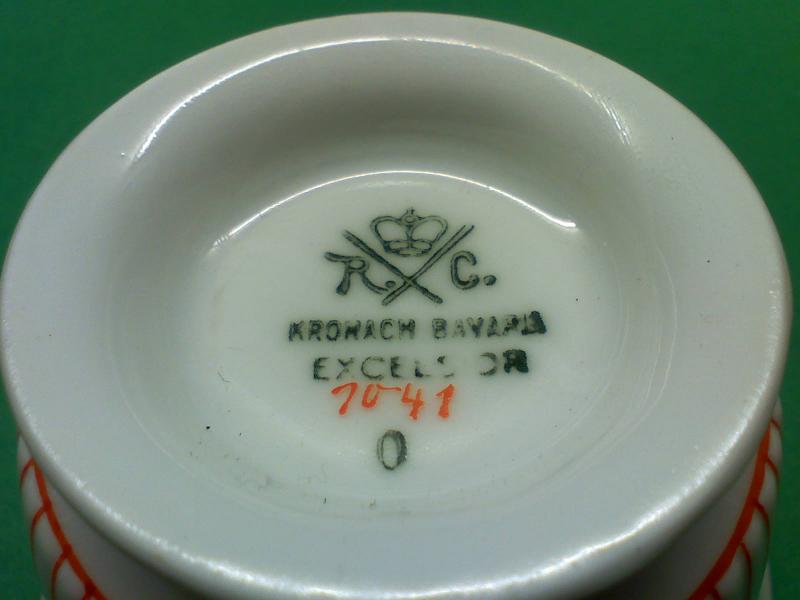 R. C.
KRONACH BAVARIA
EXCELSIOR
7041
0